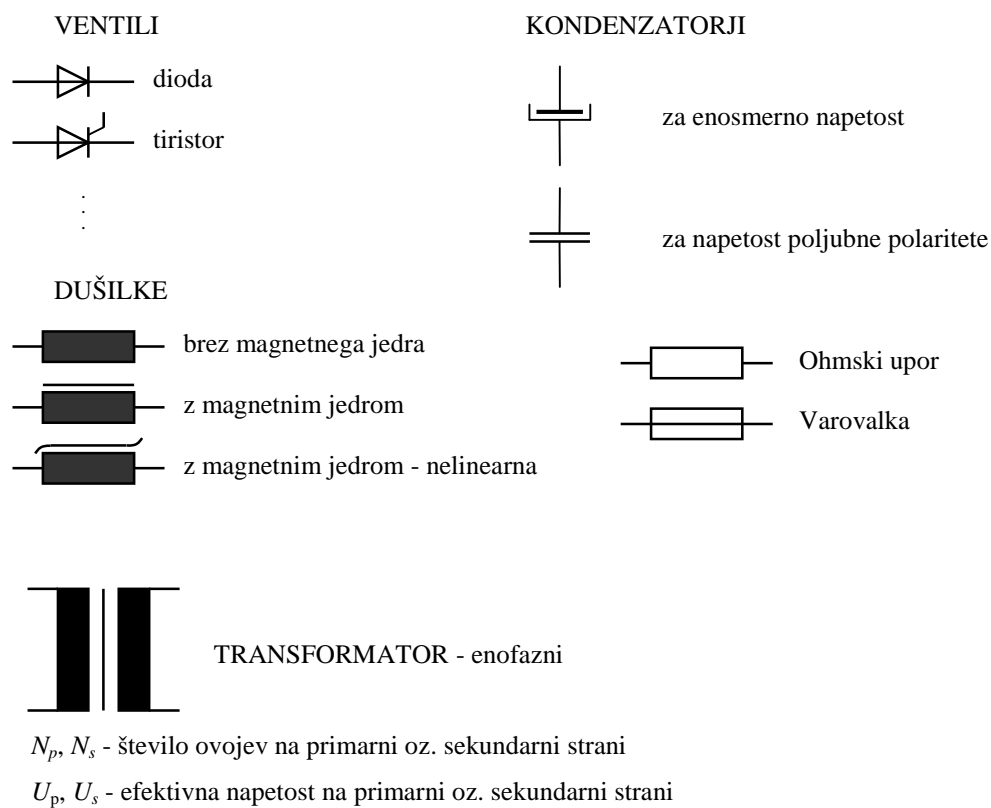 VENTILI
dioda
tiristor
DUŠILKE
brez magnetnega jedra
z magnetnim jedrom
z magnetnim jedrom - nelinearna
KONDENZATORJI
za enosmerno napetost
za napetost poljubne polaritete
Ohmski upor
Varovalka
TRANSFORMATOR - enofazni
Np, Ns - število ovojev na primarni oz. sekundarni strani
Up, Us - efektivna napetost na primarni oz. sekundarni strani